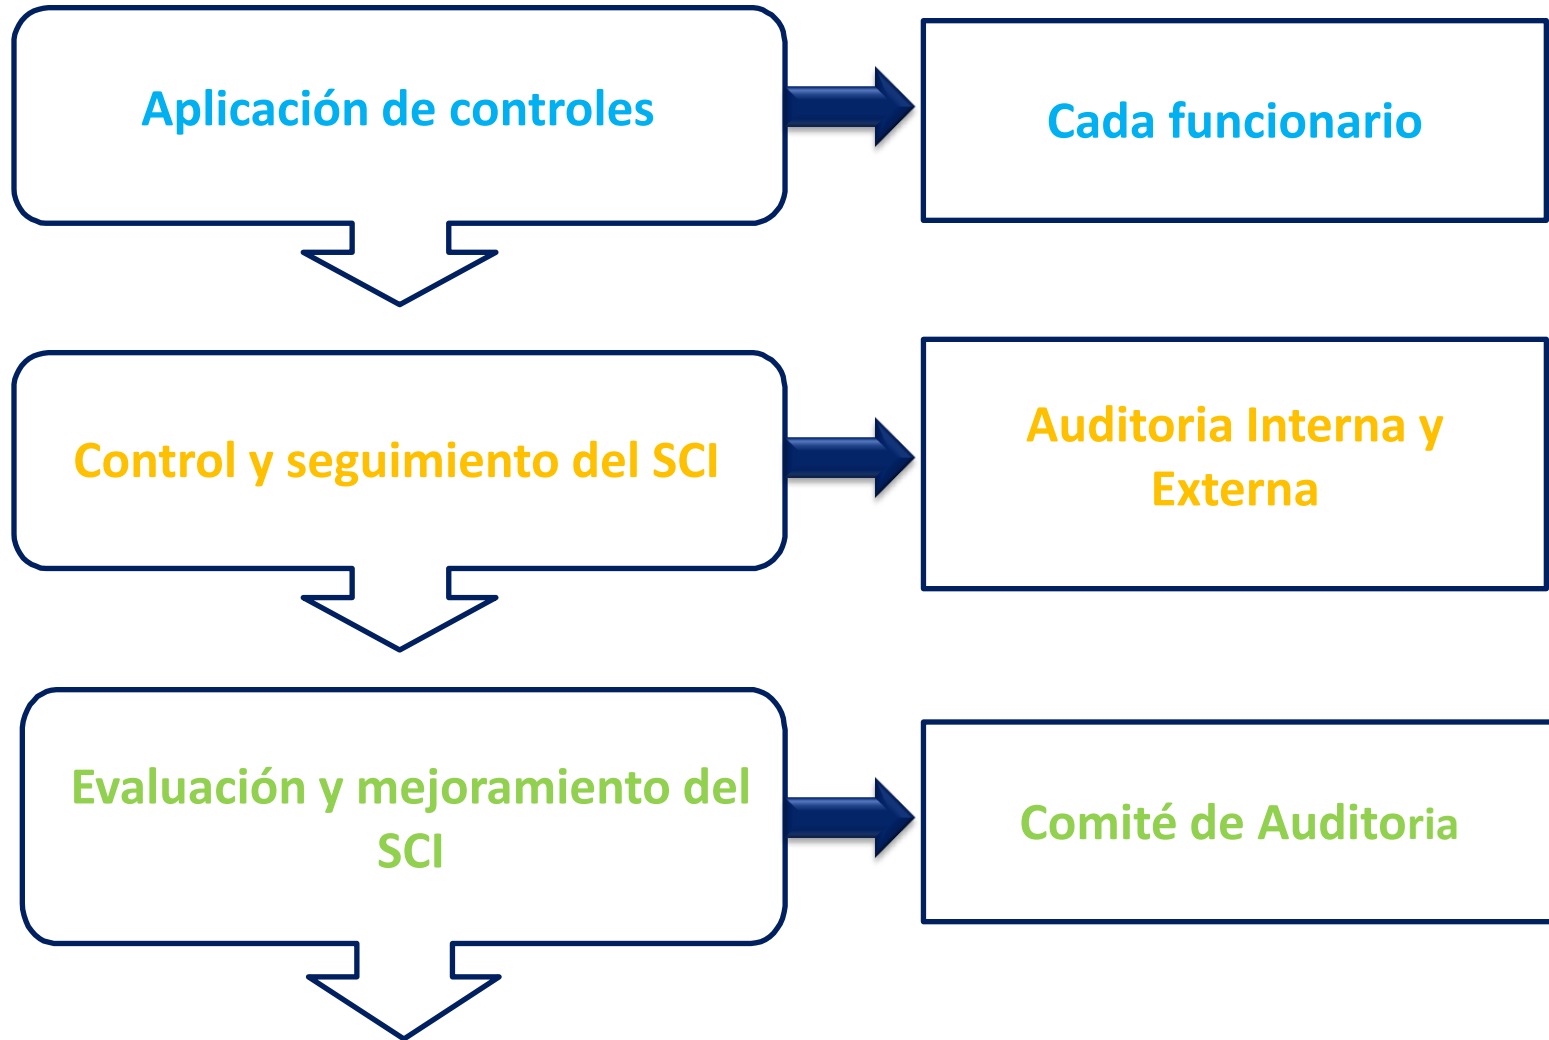 Aplicación de controles
Cada funcionario
Control y seguimiento del SCI
Auditoria Interna y
Externa
Evaluación y mejoramiento del
SCI
Comité de Auditoria